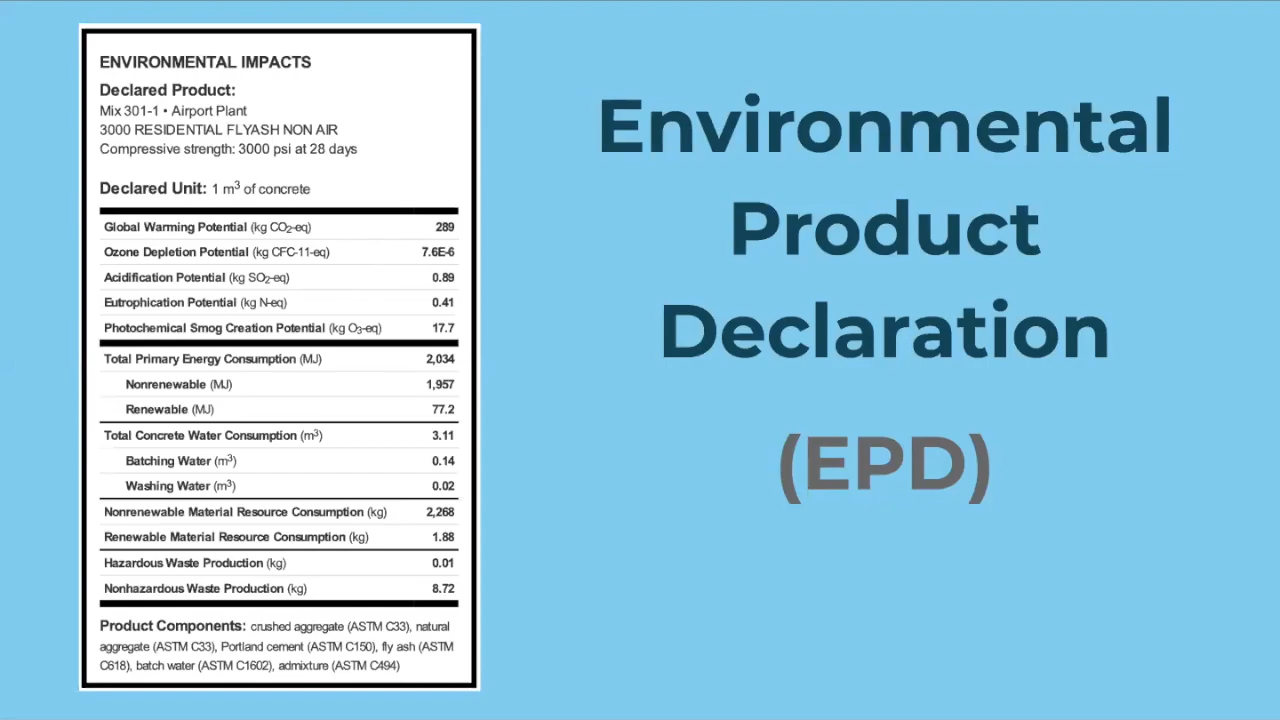 ENVIRONMENTAL IMPACTS
Declared Product:
Mix 301-1 • Airport Plant
3000 RESIDENTIAL FLYASH NON AIR
Compressive strength: 3000 psi at 28 days
Declared Unit: 1 m³ of concrete
Global Warming Potential (kg CO₂-eq) 289
Ozone Depletion Potential (kg CFC-11-eq) 7.6E-6
Acidification Potential (kg SO₂-eq) 0.89
Eutrophication Potential (kg N-eq) 0.41
Photochemical Smog Creation Potential (kg O₃-eq) 17.7
Total Primary Energy Consumption (MJ) 2,034
Nonrenewable (MJ) 1,957
Renewable (MJ) 77.2
Total Concrete Water Consumption (m³) 3.11
Batching Water (m³) 0.14
Washing Water (m³) 0.02
Nonrenewable Material Resource Consumption (kg) 2,268
Renewable Material Resource Consumption (kg) 1.88
Hazardous Waste Production (kg) 0.01
Nonhazardous Waste Production (kg) 8.72
Product Components: crushed aggregate (ASTM C33), natural
aggregate (ASTM C33), Portland cement (ASTM C150), fly ash (ASTM
C618), batch water (ASTM C1602), admixture (ASTM C494)
Environmental
Product
Declaration
(EPD)